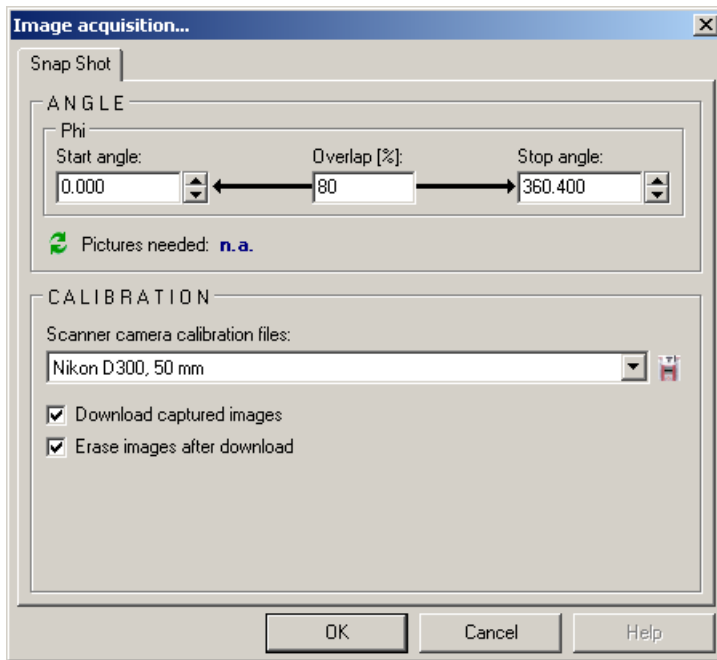 Image acquisition...
Snap Shot
ANGLE
Phi
Start angle: Overlap [%]: Stop angle:
0.000 80 360.400
Pictures needed: n.a.
CALIBRATION
Scanner camera calibration files:
Nikon D300, 50 mm
Download captured images
Erase images after download
OK Cancel Help